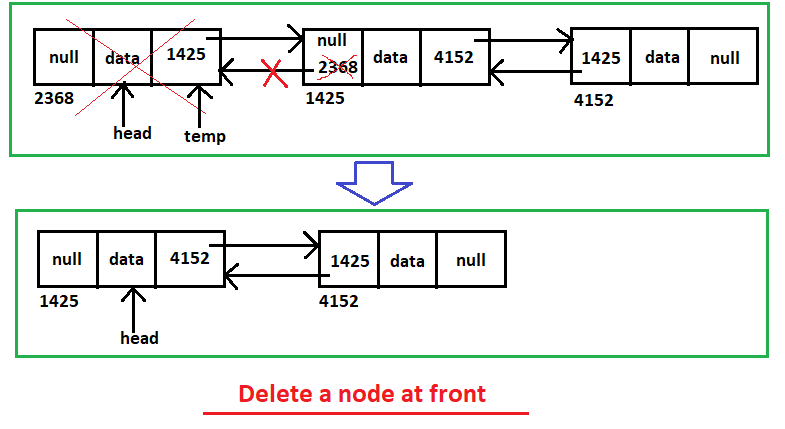 null
null data 1425 2368 data 4152 1425 data null
2368 1425 4152
head temp
null data 4152 1425 data null
1425 4152
head
Delete a node at front